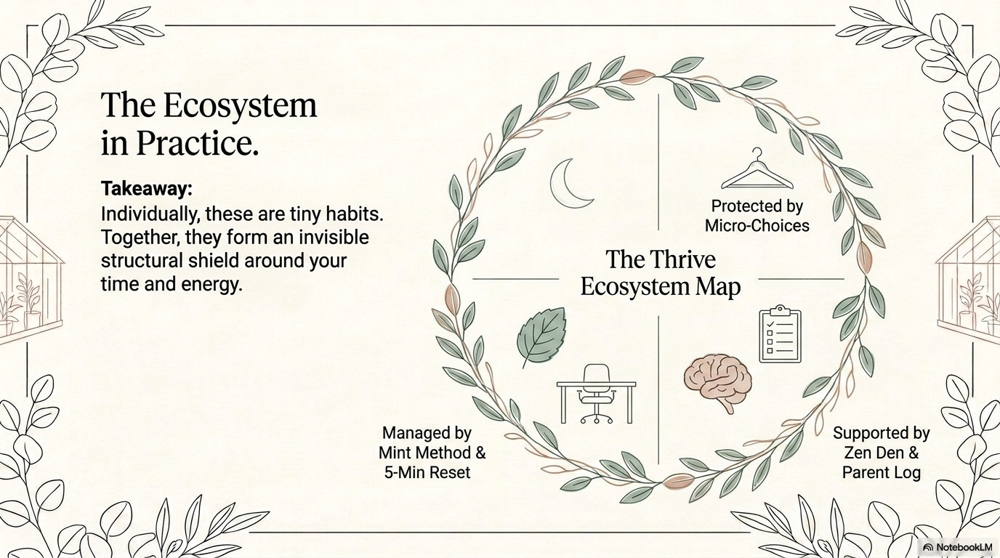 The Ecosystem
in Practice.
Takeaway:
Individually, these are tiny habits.
Together, they form an invisible
structural shield around your
time and energy.
Protected by
Micro-Choices
The Thrive
Ecosystem Map
Managed by
Mint Method &
5-Min Reset
Supported by
Zen Den &
Parent Log
NotebookLM